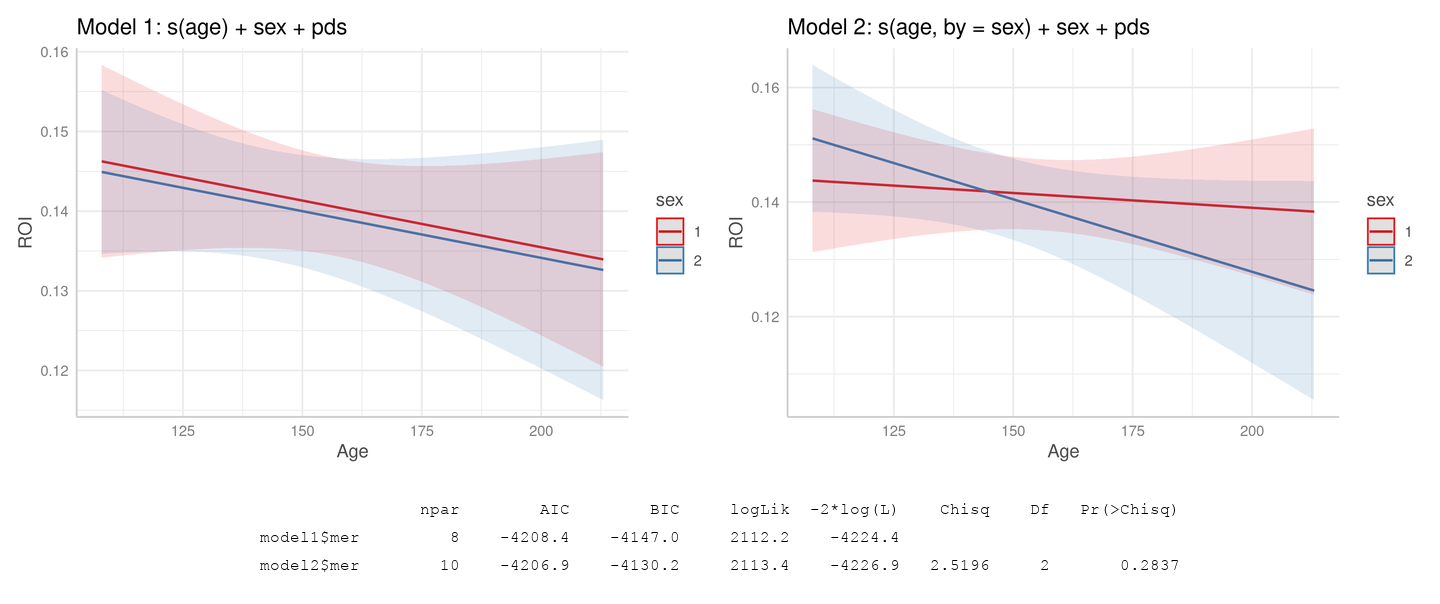 Model 1: s(age) + sex + pds
0.16
0.15
0.14
0.13
0.12
ROI
125 150 175 200
Age
sex
1
2
Model 2: s(age, by = sex) + sex + pds
0.16
0.14
0.12
ROI
125 150 175 200
Age
sex
1
2
npar AIC BIC logLik -2*log(L) Chisq Df Pr(>Chisq)
model1$mer 8 -4208.4 -4147.0 2112.2 -4224.4
model2$mer 10 -4206.9 -4130.2 2113.4 -4226.9 2.5196 2 0.2837